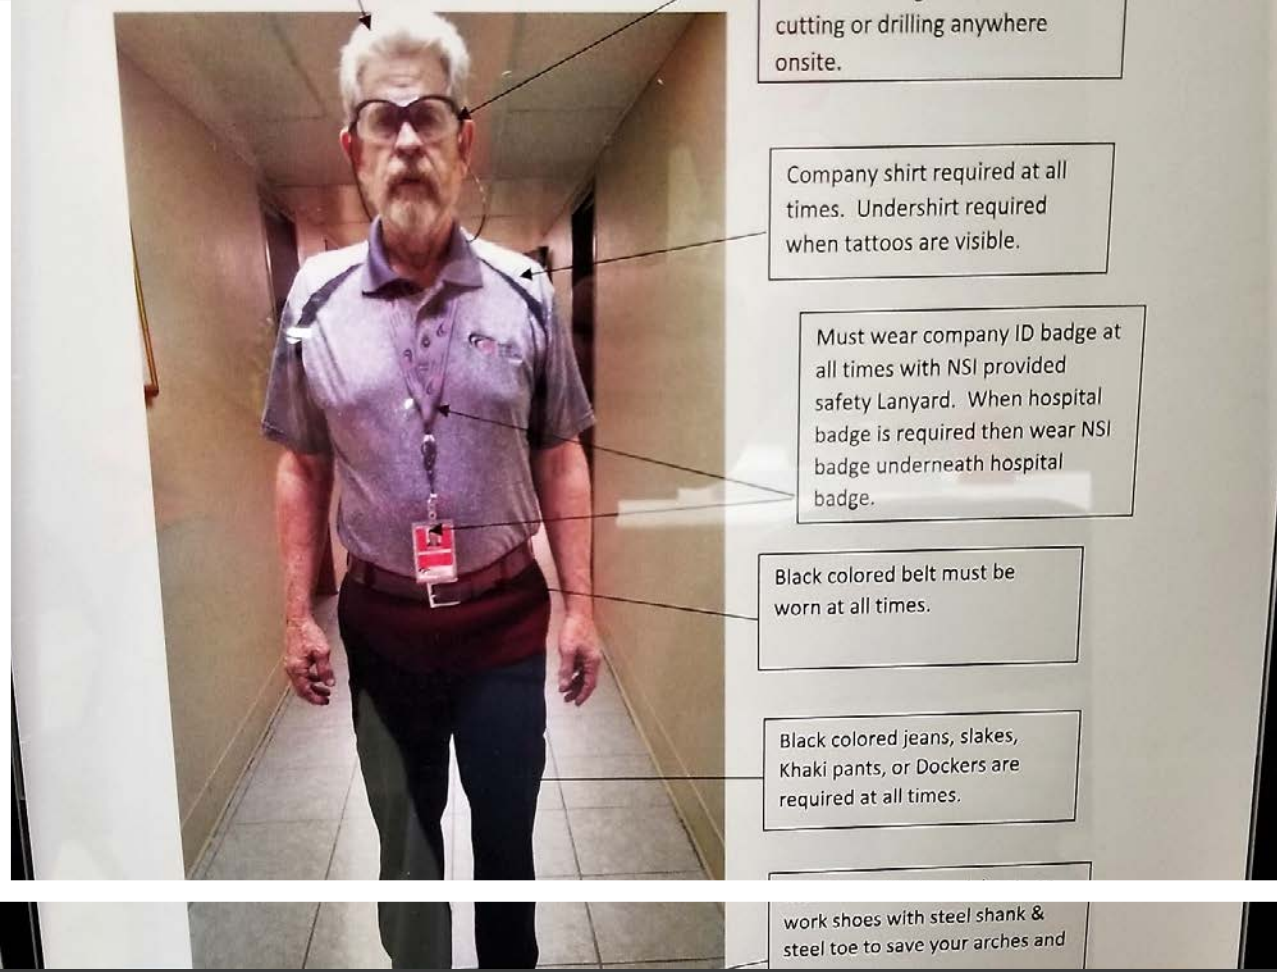 cutting or drilling anywhere
onsite.
Company shirt required at all
times. Undershirt required
when tattoos are visible.
Must wear company ID badge at
all times with NSI provided
safety Lanyard. When hospital
badge is required then wear NSI
badge underneath hospital
badge.
Black colored belt must be
worn at all times.
Black colored jeans, slakes,
Khaki pants, or Dockers are
required at all times.
work shoes with steel shank &
steel toe to save your arches and